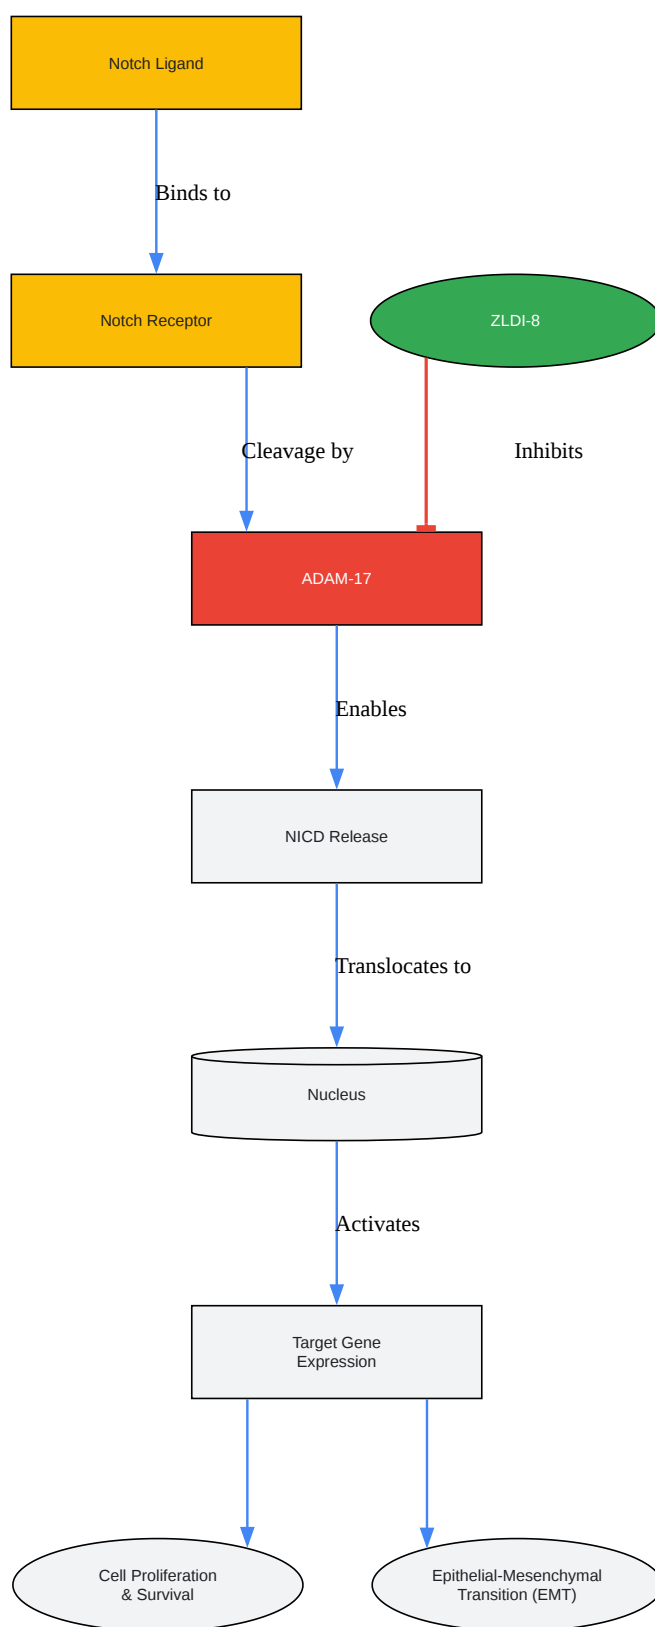 Notch Ligand
Binds to
Notch Receptor
ZLDI-8
Cleavage by
Inhibits
ADAM-17
Enables
NICD Release
Translocates to
Nucleus
Activates
Target Gene
Expression
Cell Proliferation
& Survival
Epithelial-Mesenchymal
Transition (EMT)